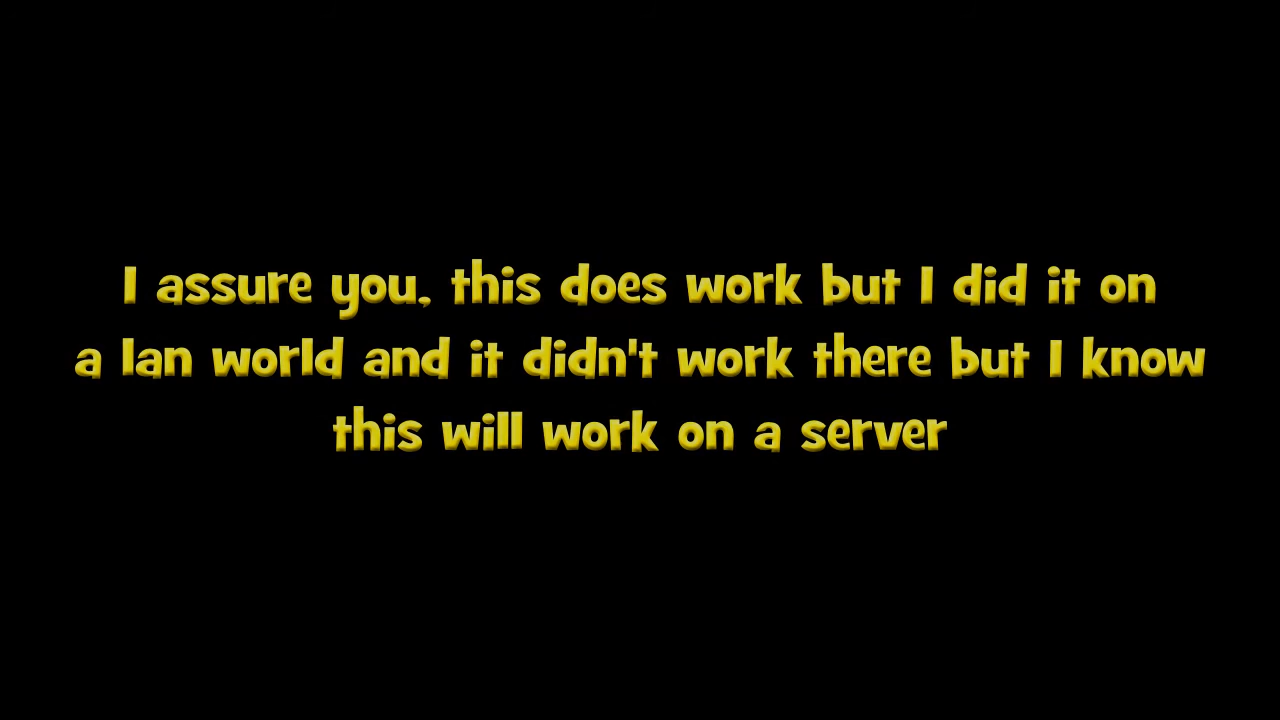 I assure you, this does work but I did it on
a lan world and it didn't work there but I know
this will work on a server